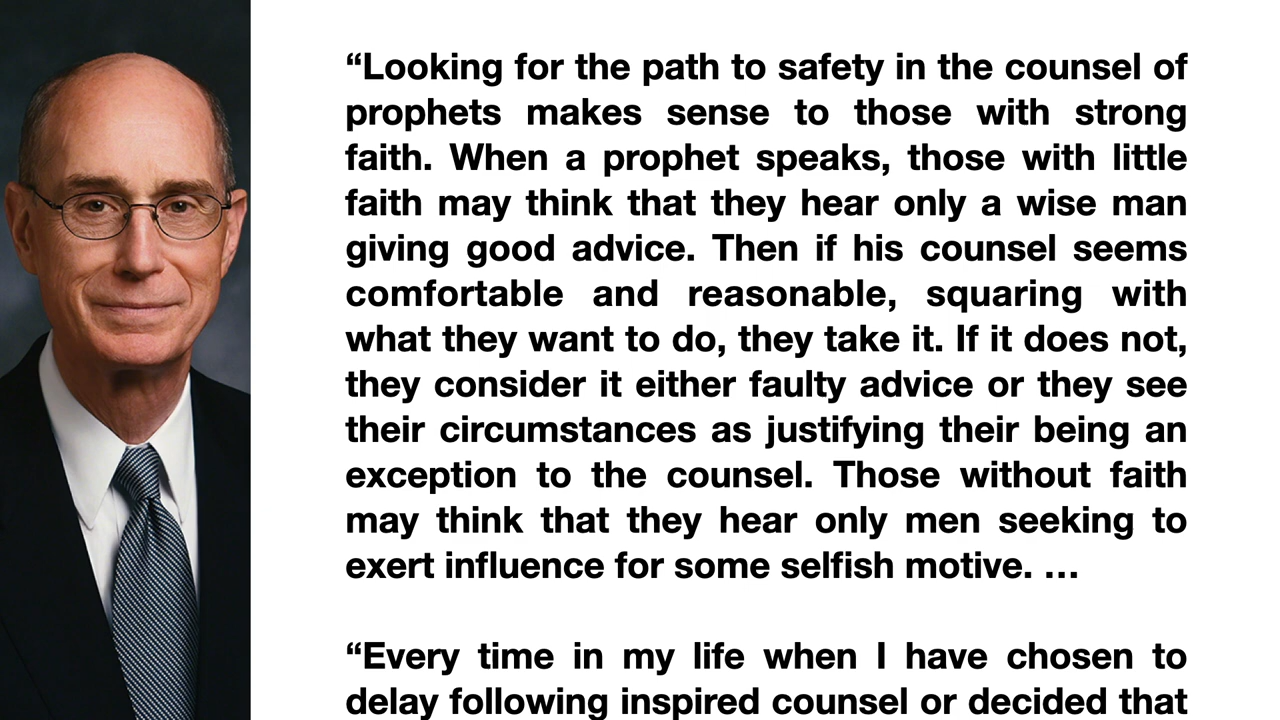 “Looking for the path to safety in the counsel of
prophets makes sense to those with strong
faith. When a prophet speaks, those with little
faith may think that they hear only a wise man
giving good advice. Then if his counsel seems
comfortable and reasonable, squaring with
what they want to do, they take it. If it does not,
they consider it either faulty advice or they see
their circumstances as justifying their being an
exception to the counsel. Those without faith
may think that they hear only men seeking to
exert influence for some selfish motive. …
“Every time in my life when I have chosen to
delay following inspired counsel or decided that